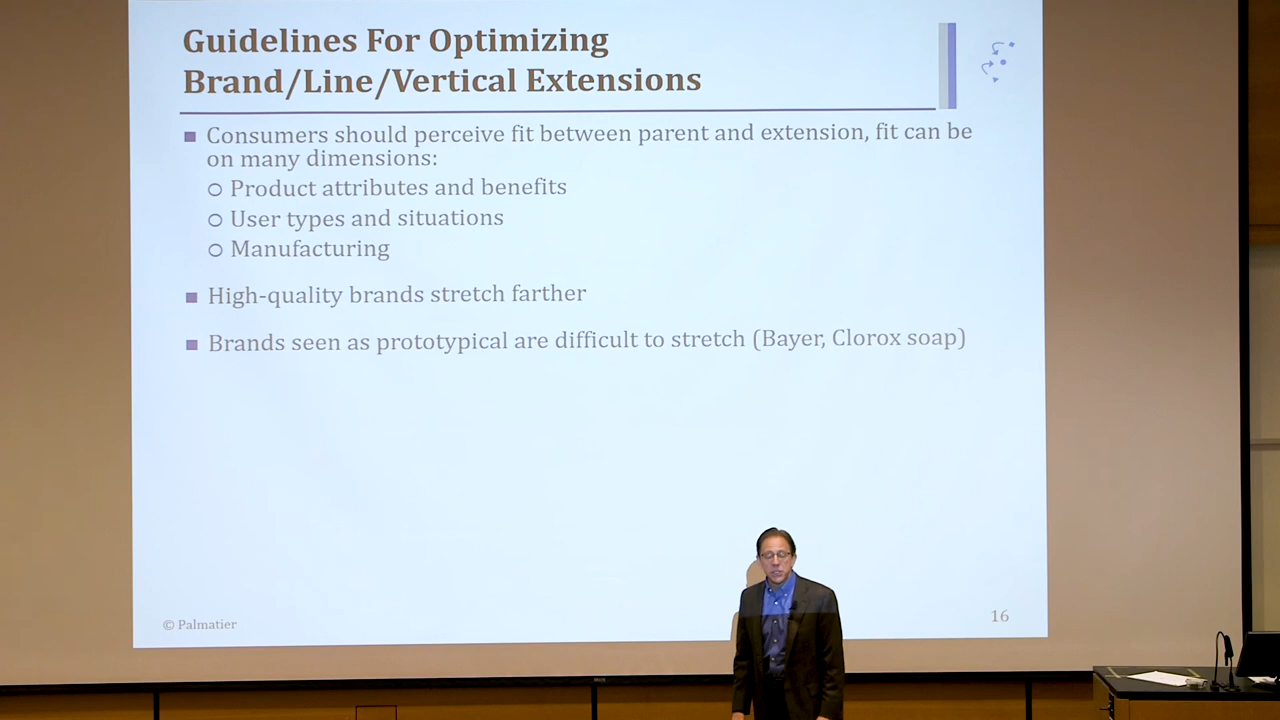 Guidelines For Optimizing
Brand/Line/Vertical Extensions
■ Consumers should perceive fit between parent and extension, fit can be
on many dimensions:
○ Product attributes and benefits
○ User types and situations
○ Manufacturing
■ High-quality brands stretch farther
■ Brands seen as prototypical are difficult to stretch (Bayer, Clorox soap)
© Palmatier
16